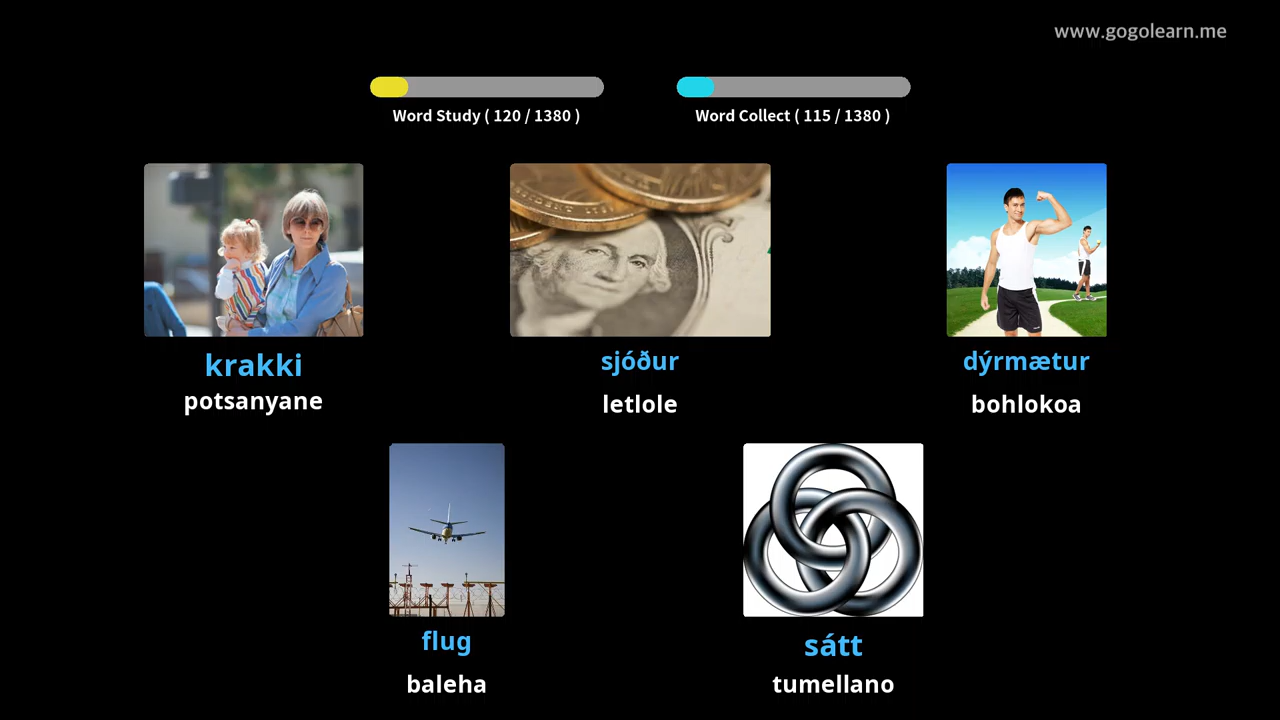 www.gogolearn.me
Word Study ( 120 / 1380 )
Word Collect ( 115 / 1380 )
krakki
potsanyane
sjóður
letlole
dýrmætur
bohlokoa
flug
baleha
sátt
tumellano